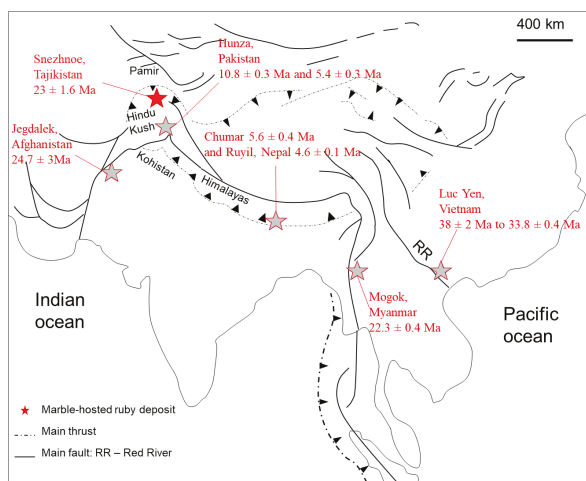 400 km
Hunza,
Pakistan
10.8 ± 0.3 Ma and 5.4 ± 0.3 Ma
Snezhnoe,
Tajikistan
23 ± 1.6 Ma
Pamir
Hindu
Kush
Jegdalek,
Afghanistan
24.7 ± 3Ma
Chumar 5.6 ± 0.4 Ma
and Ruyil, Nepal 4.6 ± 0.1 Ma
Kohistan
Himalayas
Luc Yen,
Vietnam
38 ± 2 Ma to 33.8 ± 0.4 Ma
RR
Mogok,
Myanmar
22.3 ± 0.4 Ma
Indian
ocean
Pacific
ocean
Marble-hosted ruby deposit
Main thrust
Main fault: RR – Red River